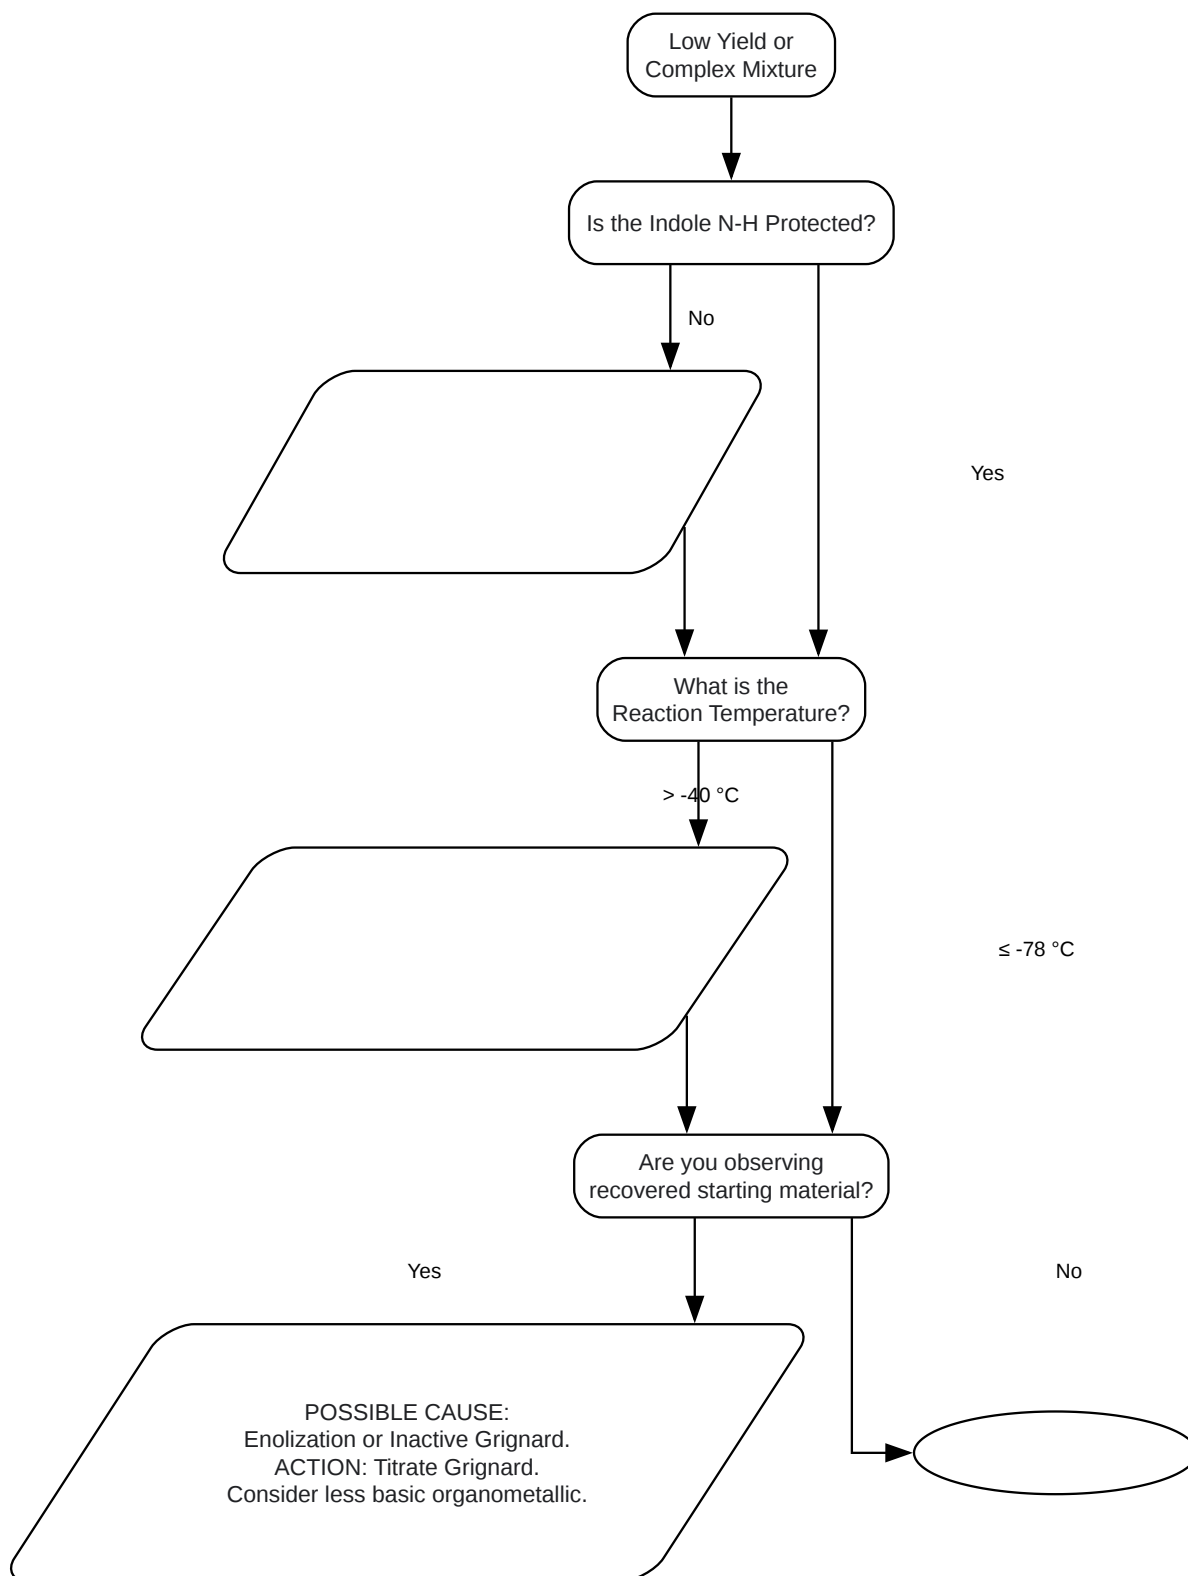 Low Yield or
Complex Mixture
Is the Indole N-H Protected?
No
Yes
What is the
Reaction Temperature?
> -40 °C
≤ -78 °C
Are you observing
recovered starting material?
Yes
No
POSSIBLE CAUSE:
Enolization or Inactive Grignard.
ACTION: Titrate Grignard.
Consider less basic organometallic.